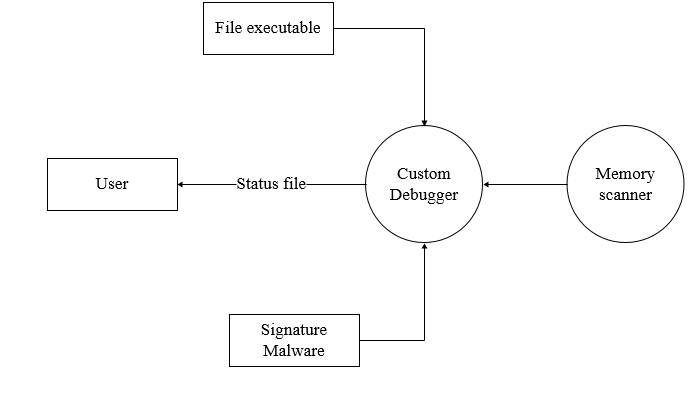 File executable
User
Status file
Custom
Debugger
Memory
scanner
Signature
Malware